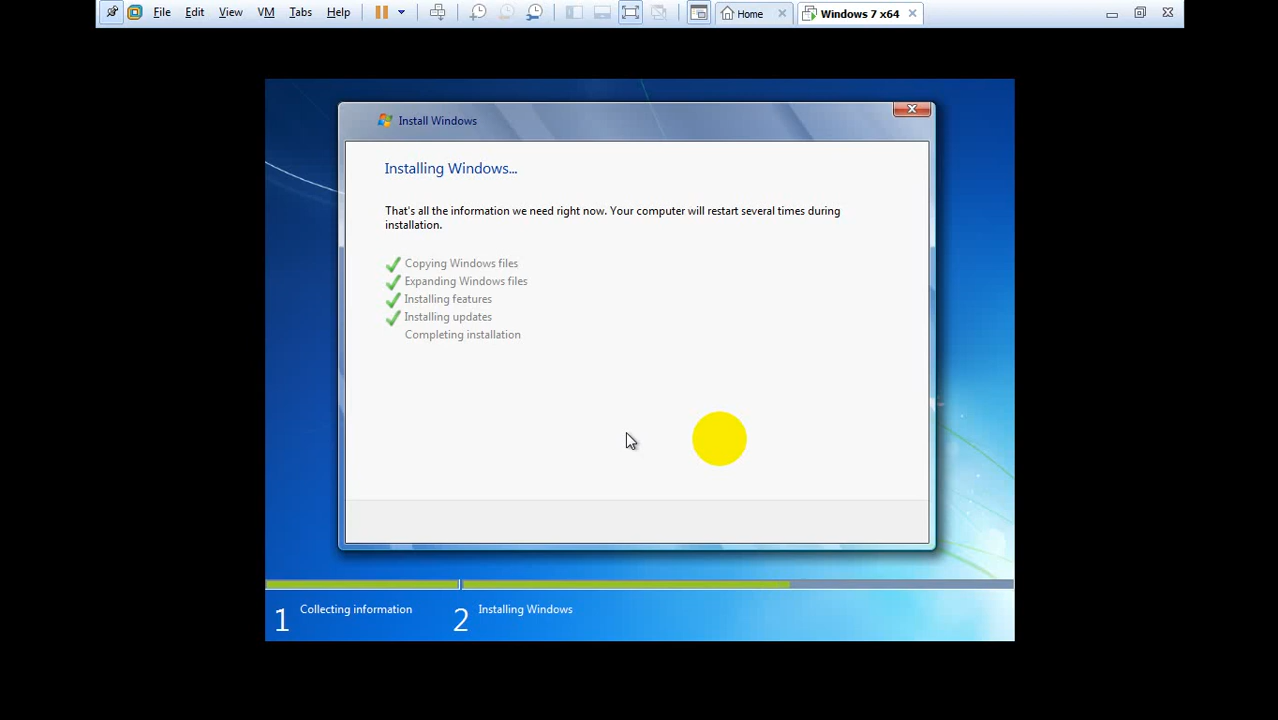 File Edit View VM Tabs Help Home Windows 7 x64
Install Windows
Installing Windows...
That's all the information we need right now. Your computer will restart several times during
installation.
Copying Windows files
Expanding Windows files
Installing features
Installing updates
Completing installation
1 Collecting information 2 Installing Windows